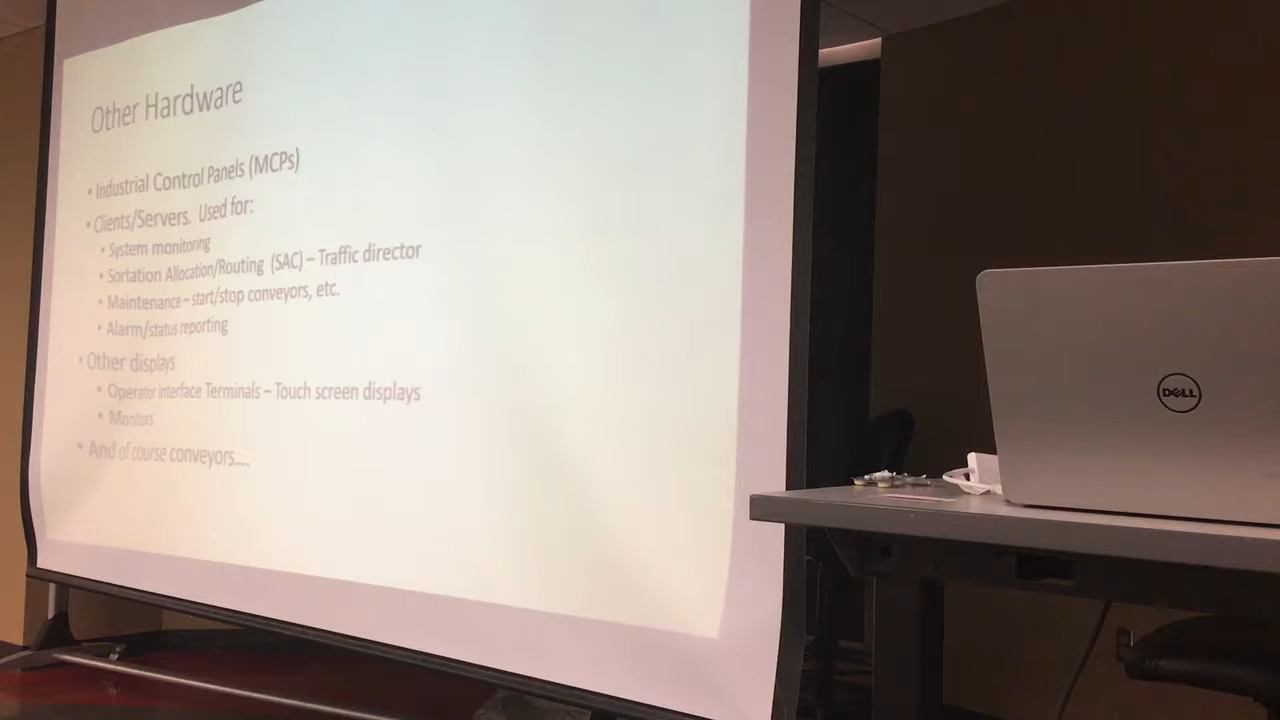 Other Hardware
• Industrial Control Panels (MCPs)
• Clients/Servers. Used for:
• System monitoring
• Sortation Allocation/Routing (SAC) – Traffic director
• Maintenance – start/stop conveyors, etc.
• Alarm/status reporting
• Other displays
• Operator Interface Terminals – Touch screen displays
• Monitors
• And of course conveyors....
DELL